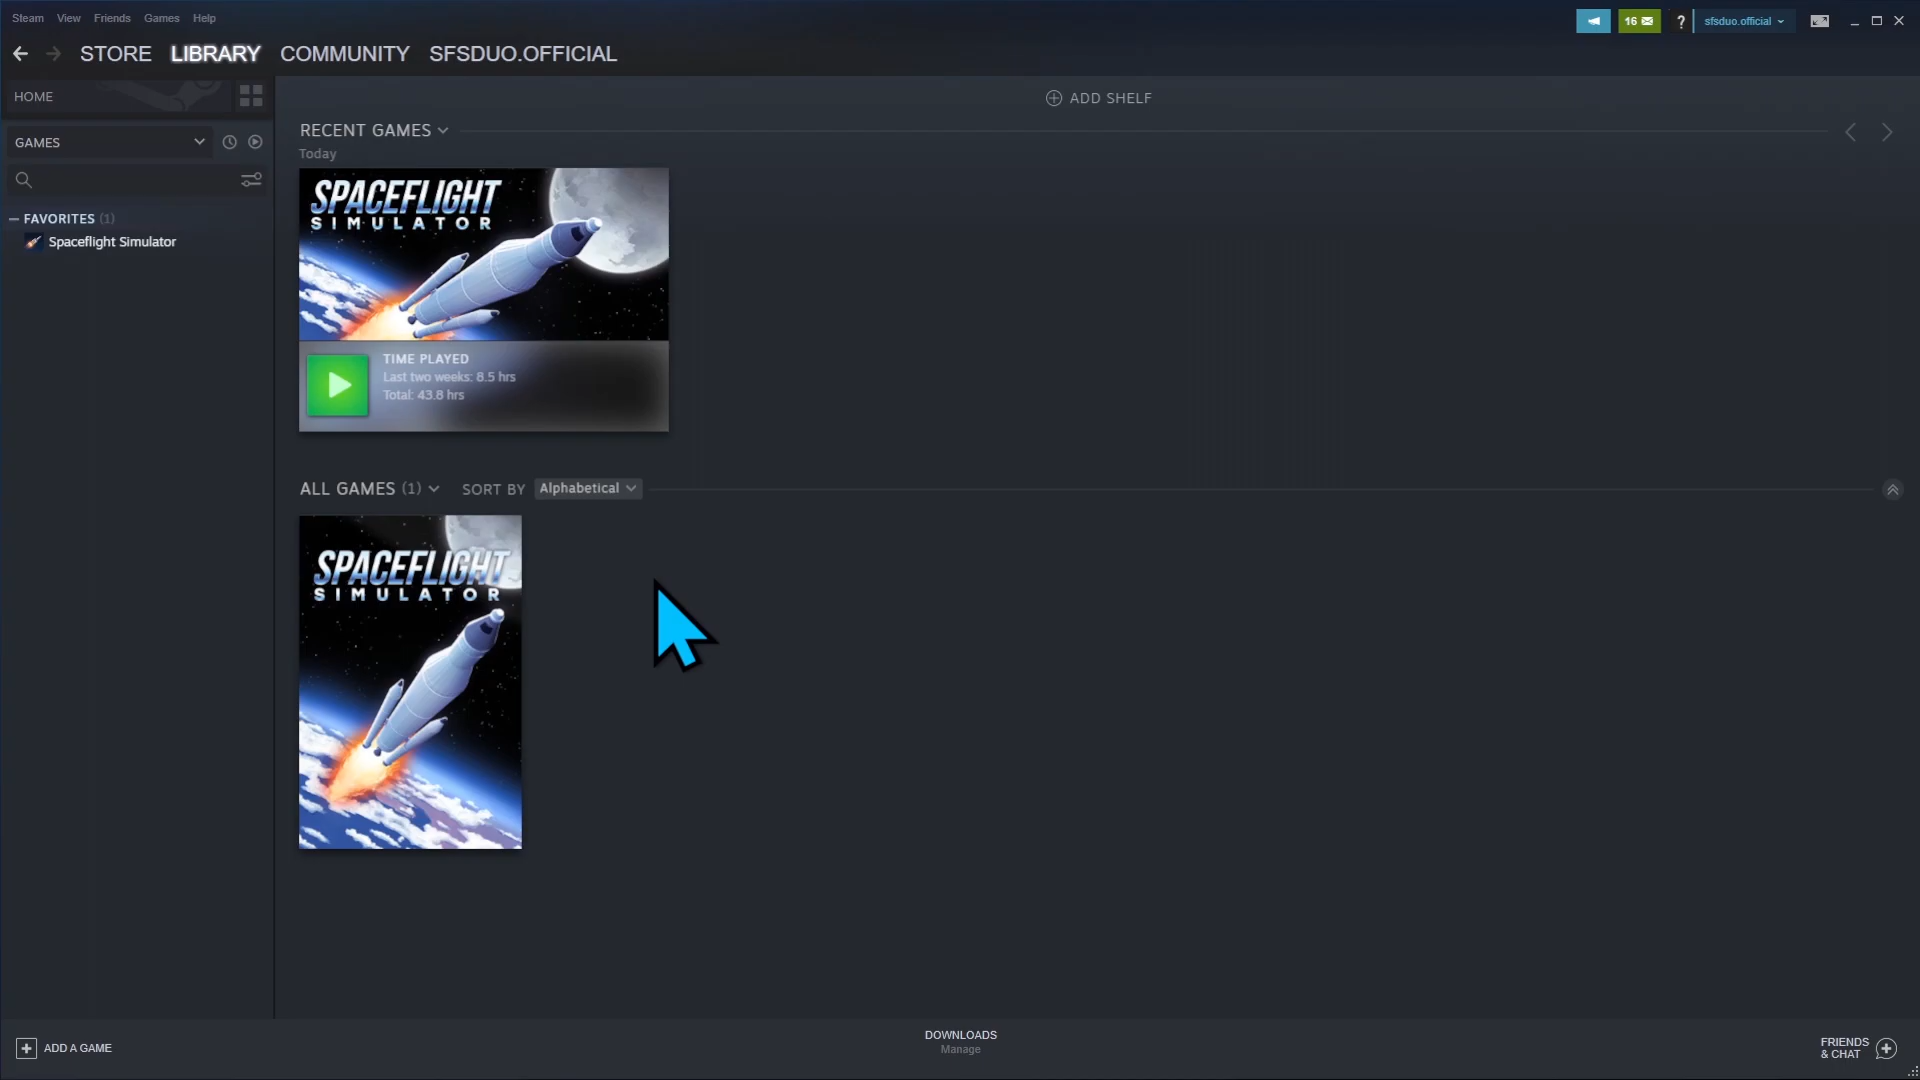 Steam View Friends Games Help
16 ? sfsduo.official
STORE LIBRARY COMMUNITY SFSDUO.OFFICIAL
HOME
ADD SHELF
GAMES
RECENT GAMES
Today
FAVORITES (1)
Spaceflight Simulator
SPACEFLIGHT
SIMULATOR
TIME PLAYED
Last two weeks: 8.5 hrs
Total: 43.8 hrs
ALL GAMES (1) SORT BY Alphabetical
SPACEFLIGHT
SIMULATOR
ADD A GAME
DOWNLOADS
Manage
FRIENDS
& CHAT